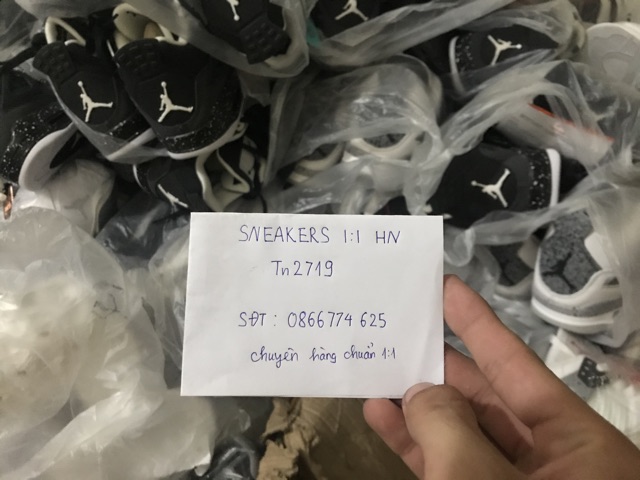 SNEAKERS 1:1 HN
Tn2719
SĐT : 0866774 625
chuyên hàng chuẩn 1:1